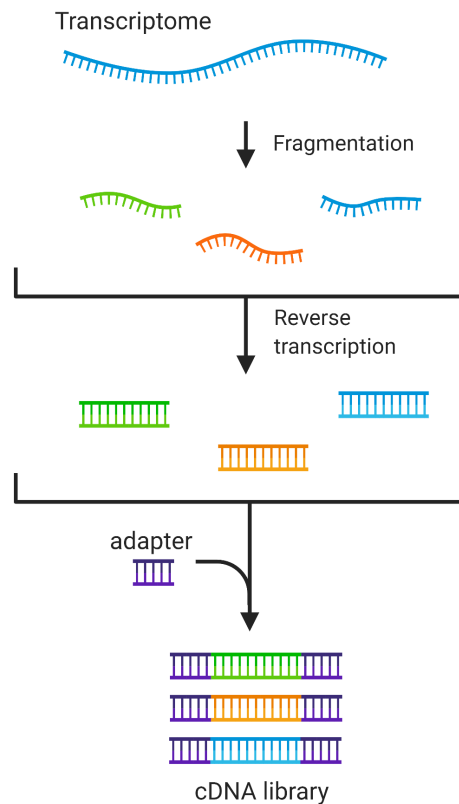 Transcriptome
Fragmentation
Reverse
transcription
adapter
cDNA library